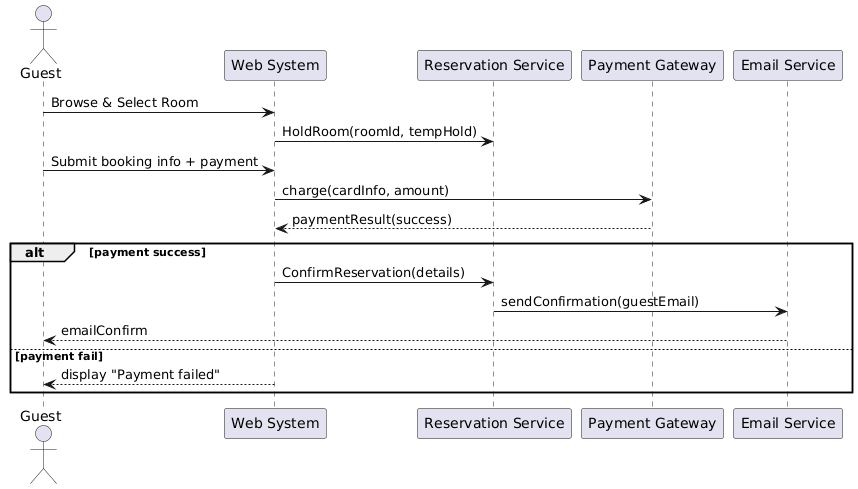 Guest
Web System
Reservation Service
Payment Gateway
Email Service
Browse & Select Room
HoldRoom(roomId, tempHold)
Submit booking info + payment
charge(cardInfo, amount)
paymentResult(success)
alt
[payment success]
ConfirmReservation(details)
sendConfirmation(guestEmail)
emailConfirm
[payment fail]
display "Payment failed"
Guest
Web System
Reservation Service
Payment Gateway
Email Service